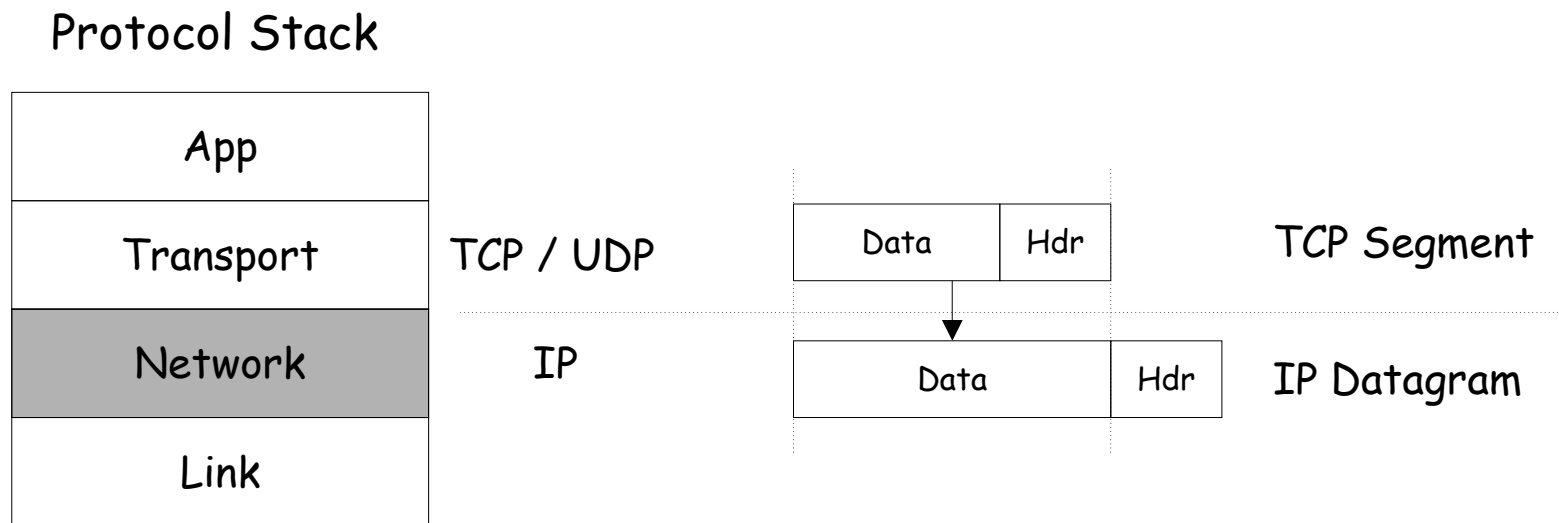 Protocol Stack
App
Transport
TCP / UDP
Data
Hdr
TCP Segment
Network
IP
Data
Hdr
IP Datagram
Link